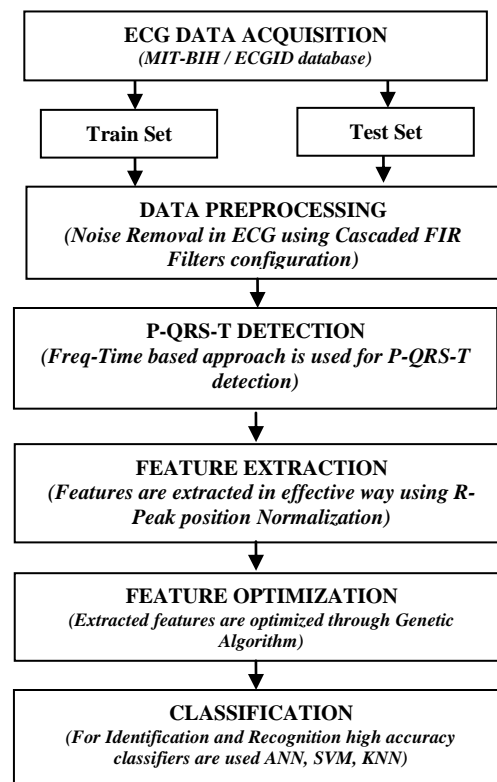 ECG DATA ACQUISITION
(MIT-BIH / ECGID database)
Train Set
Test Set
DATA PREPROCESSING
(Noise Removal in ECG using Cascaded FIR
Filters configuration)
P-QRS-T DETECTION
(Freq-Time based approach is used for P-QRS-T
detection)
FEATURE EXTRACTION
(Features are extracted in effective way using R-
Peak position Normalization)
FEATURE OPTIMIZATION
(Extracted features are optimized through Genetic
Algorithm)
CLASSIFICATION
(For Identification and Recognition high accuracy
classifiers are used ANN, SVM, KNN)